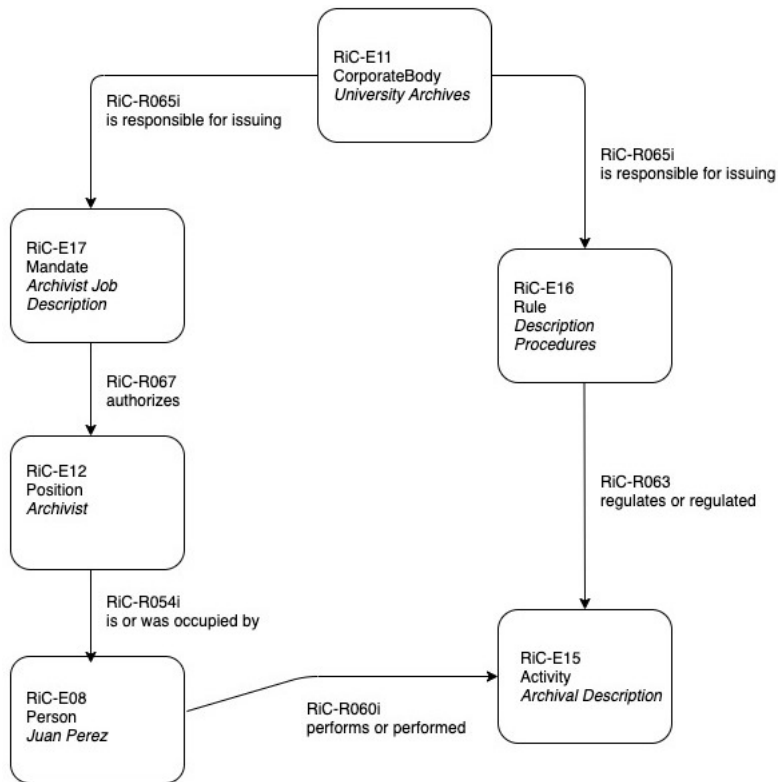 RiC-E11
CorporateBody
University Archives
RiC-R065i
is responsible for issuing
RiC-R065i
is responsible for issuing
RiC-E17
Mandate
Archivist Job
Description
RiC-E16
Rule
Description
Procedures
RiC-R067
authorizes
RiC-E12
Position
Archivist
RiC-R063
regulates or regulated
RiC-R054i
is or was occupied by
RiC-E08
Person
Juan Perez
RiC-R060i
performs or performed
RiC-E15
Activity
Archival Description